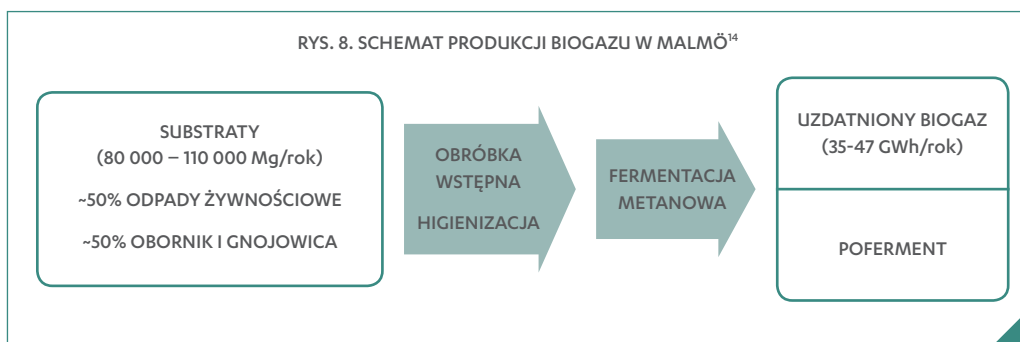 RYS. 8. SCHEMAT PRODUKCJI BIOGAZU W MALMÖ¹⁴
SUBSTRATY
(80 000 – 110 000 Mg/rok)
~50% ODPADY ŻYWNOŚCIOWE
~50% OBORNIK I GNOJOWICA
OBRÓBKA
WSTĘPNA
HIGIENIZACJA
FERMENTACJA
METANOWA
UZDATNIONY BIOGAZ
(35-47 GWh/rok)
POFERMENT